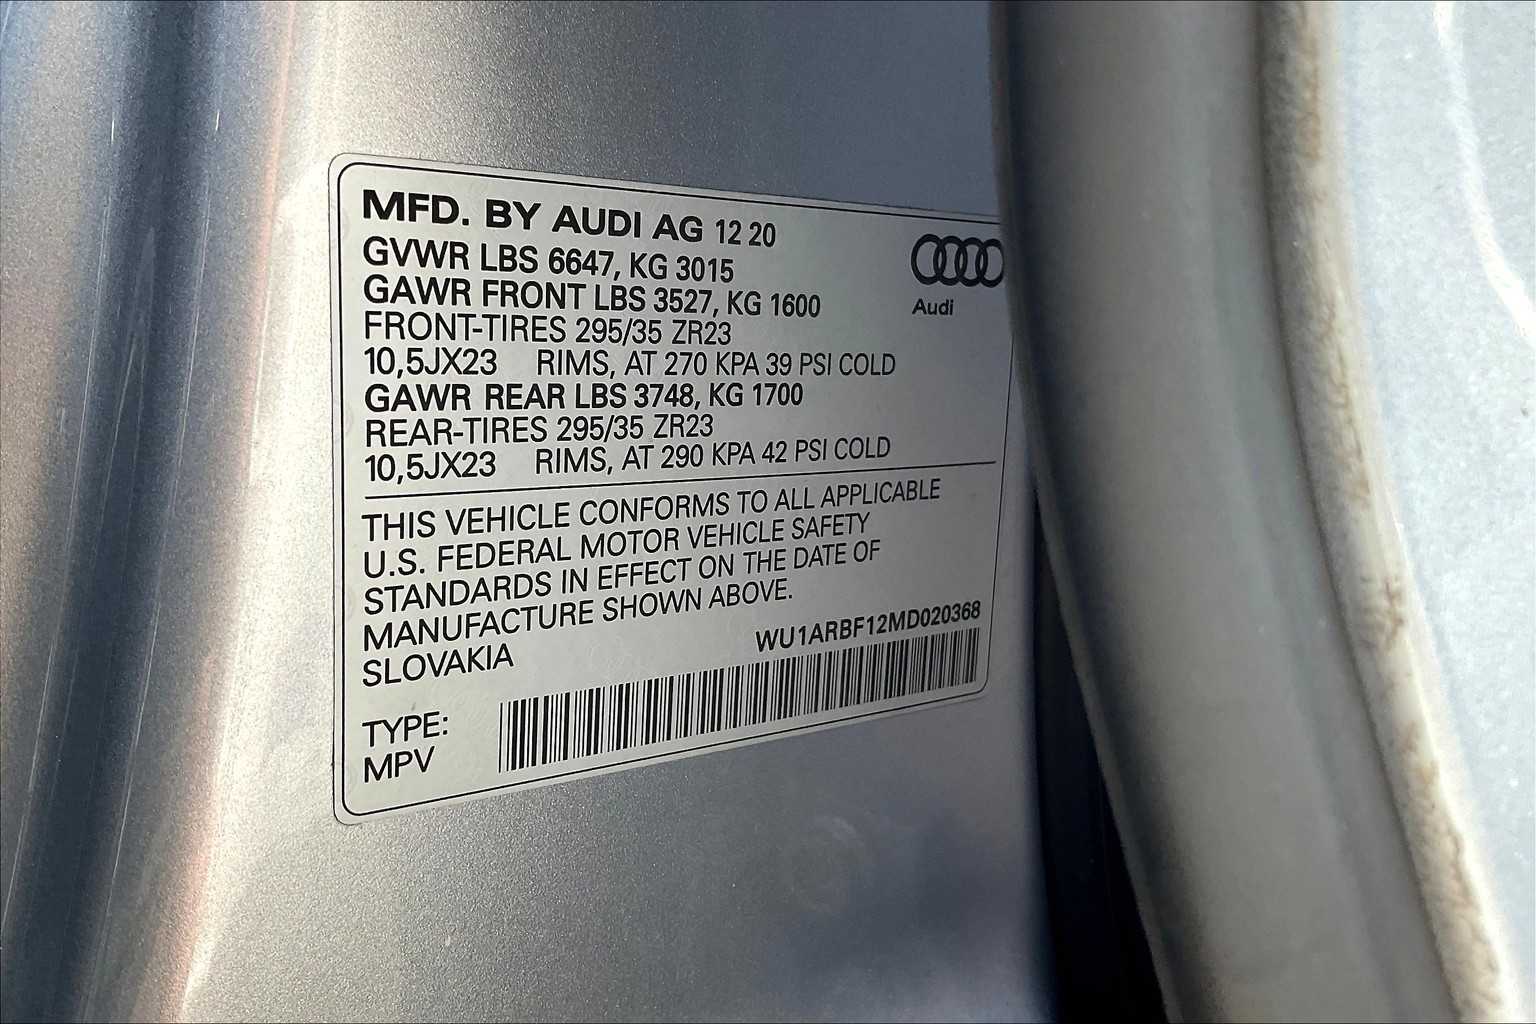 MFD. BY AUDI AG 12 20
GVWR LBS 6647, KG 3015
GAWR FRONT LBS 3527, KG 1600
FRONT-TIRES 295/35 ZR23
10,5JX23 RIMS, AT 270 KPA 39 PSI COLD
GAWR REAR LBS 3748, KG 1700
REAR-TIRES 295/35 ZR23
10,5JX23 RIMS, AT 290 KPA 42 PSI COLD
Audi
THIS VEHICLE CONFORMS TO ALL APPLICABLE
U.S. FEDERAL MOTOR VEHICLE SAFETY
STANDARDS IN EFFECT ON THE DATE OF
MANUFACTURE SHOWN ABOVE.
SLOVAKIA
WU1ARBF12MD020368
TYPE:
MPV